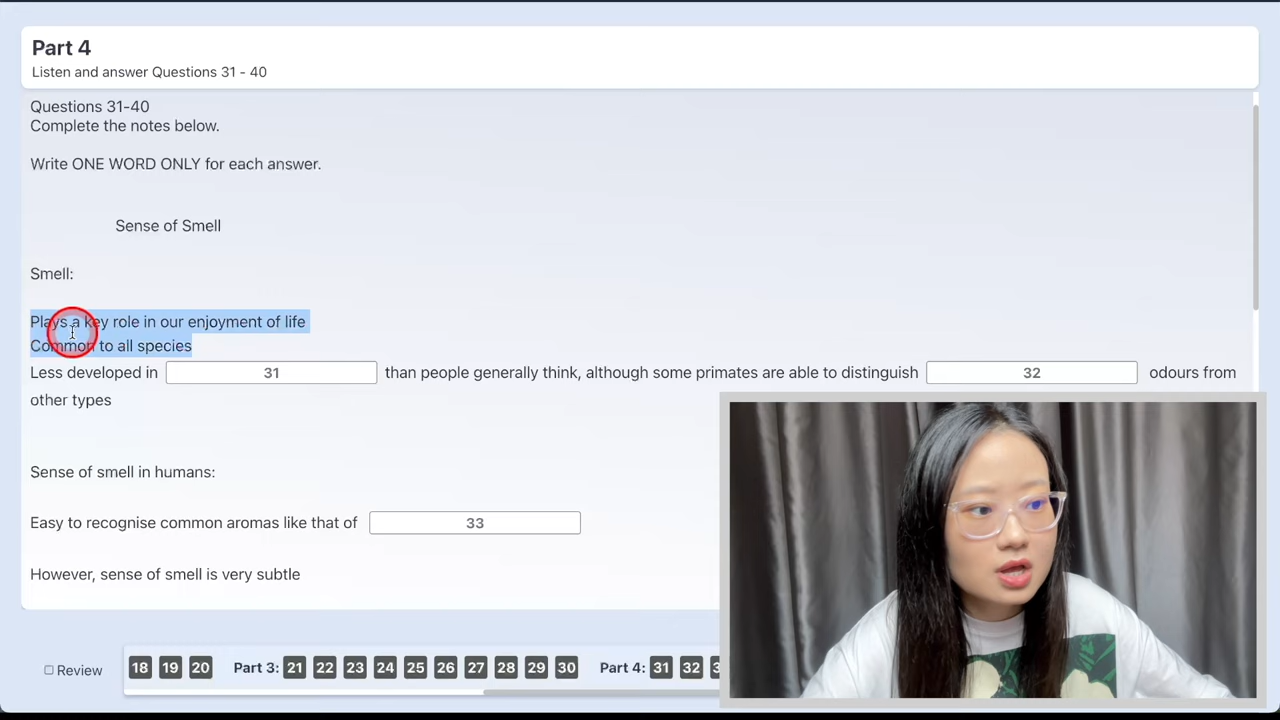 Part 4
Listen and answer Questions 31 - 40
Questions 31-40
Complete the notes below.
Write ONE WORD ONLY for each answer.
Sense of Smell
Smell:
Plays a key role in our enjoyment of life
Common to all species
Less developed in 31 than people generally think, although some primates are able to distinguish 32 odours from
other types
Sense of smell in humans:
Easy to recognise common aromas like that of 33
However, sense of smell is very subtle
Review 18 19 20 Part 3: 21 22 23 24 25 26 27 28 29 30 Part 4: 31 32